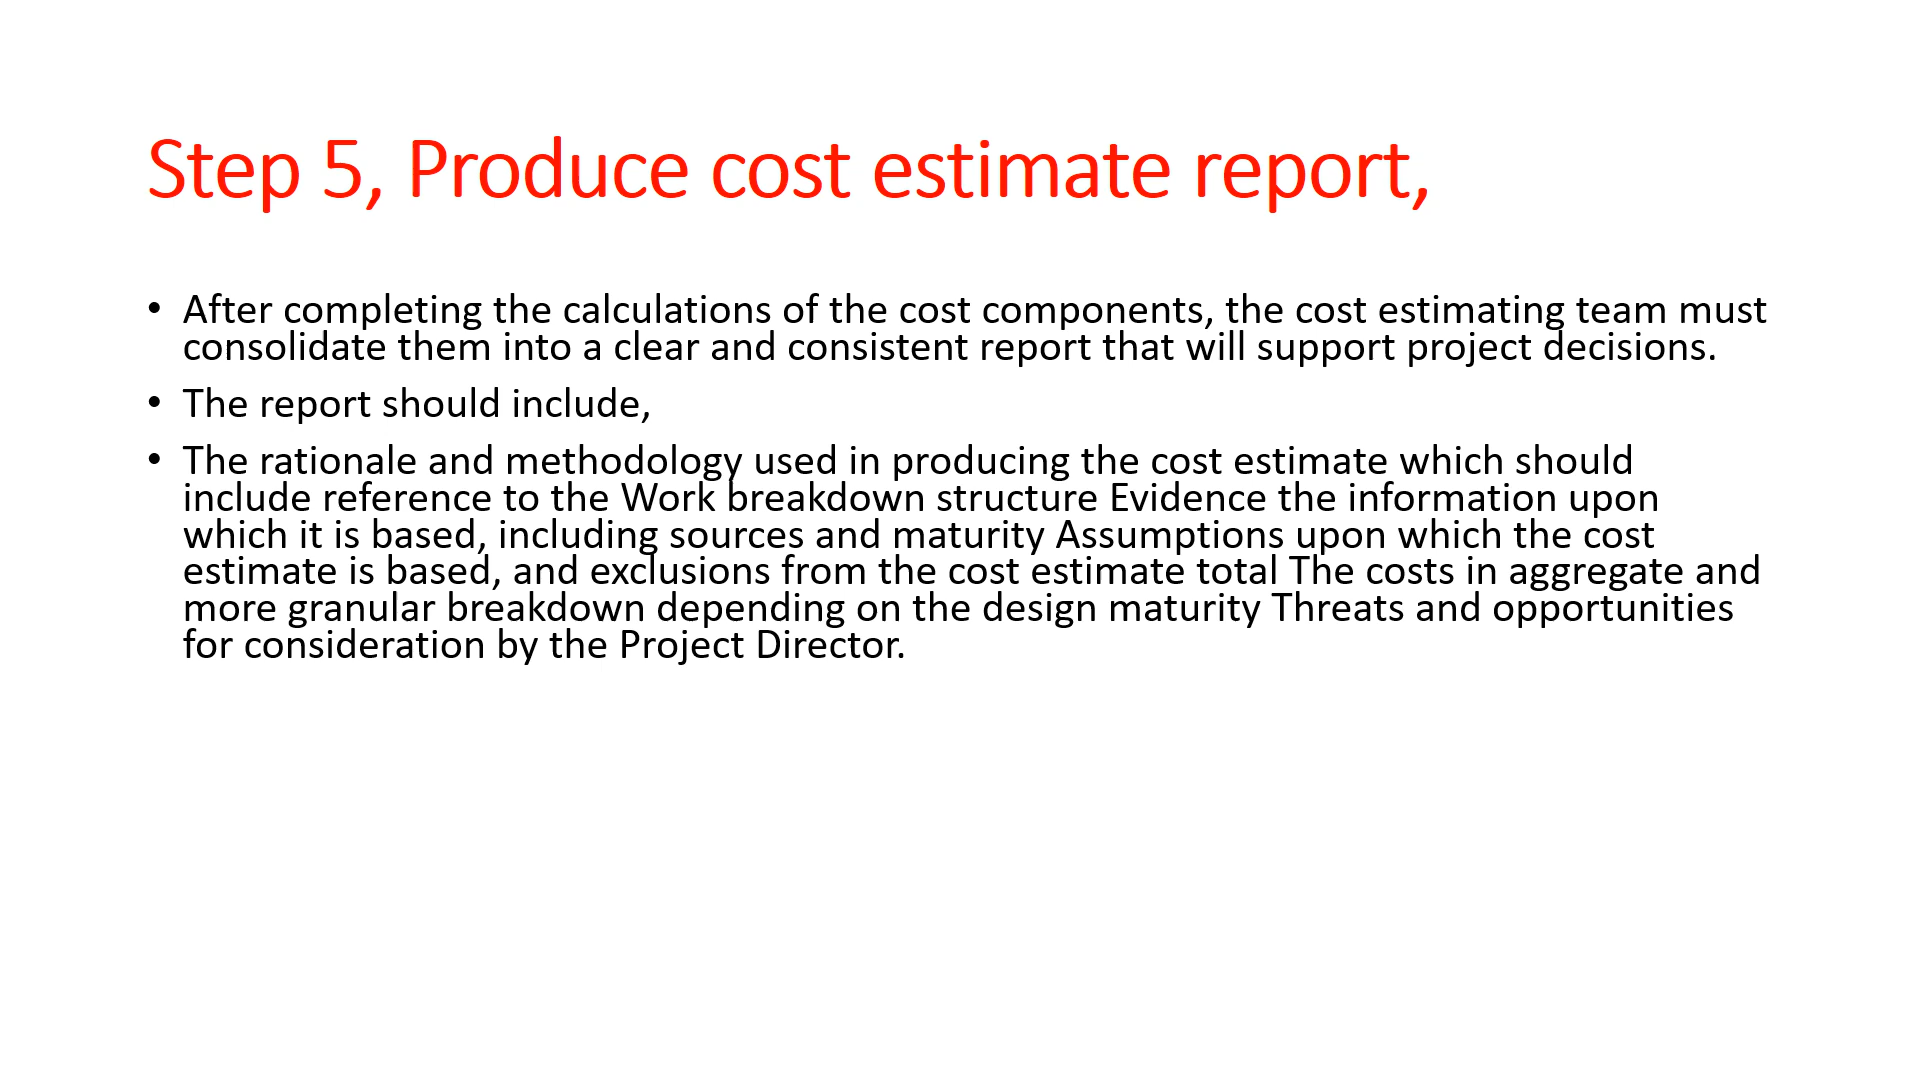 Step 5, Produce cost estimate report,
• After completing the calculations of the cost components, the cost estimating team must
consolidate them into a clear and consistent report that will support project decisions.
• The report should include,
• The rationale and methodology used in producing the cost estimate which should
include reference to the Work breakdown structure Evidence the information upon
which it is based, including sources and maturity Assumptions upon which the cost
estimate is based, and exclusions from the cost estimate total The costs in aggregate and
more granular breakdown depending on the design maturity Threats and opportunities
for consideration by the Project Director.